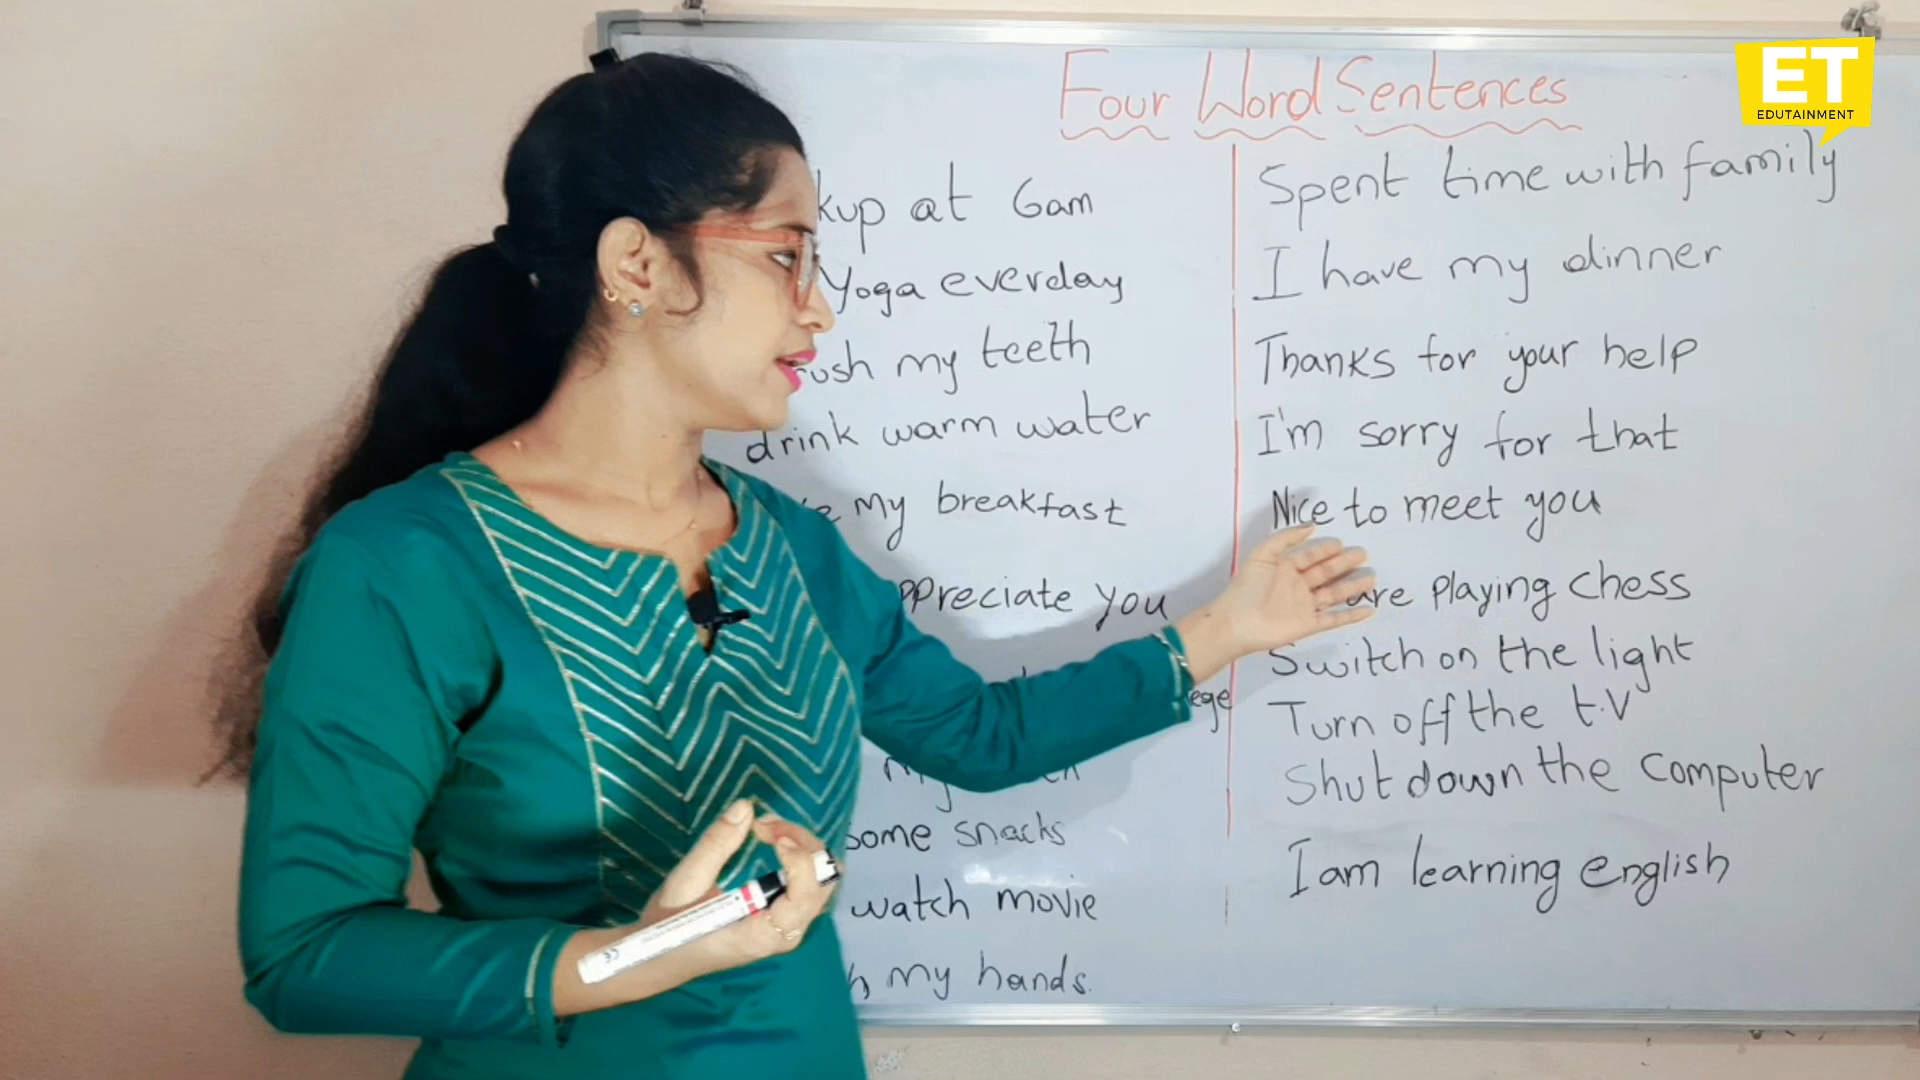 Four Word Sentences
ET
EDUTAINMENT
at 6am
Yoga everday
my teeth
drink warm water
my breakfast
you
some snacks
watch movie
my hands.
Spent time with family
I have my dinner
Thanks for your help
I'm sorry for that
Nice to meet you
are Playing Chess
Switch on the light
Turn off the t.V
Shut down the Computer
I am learning english